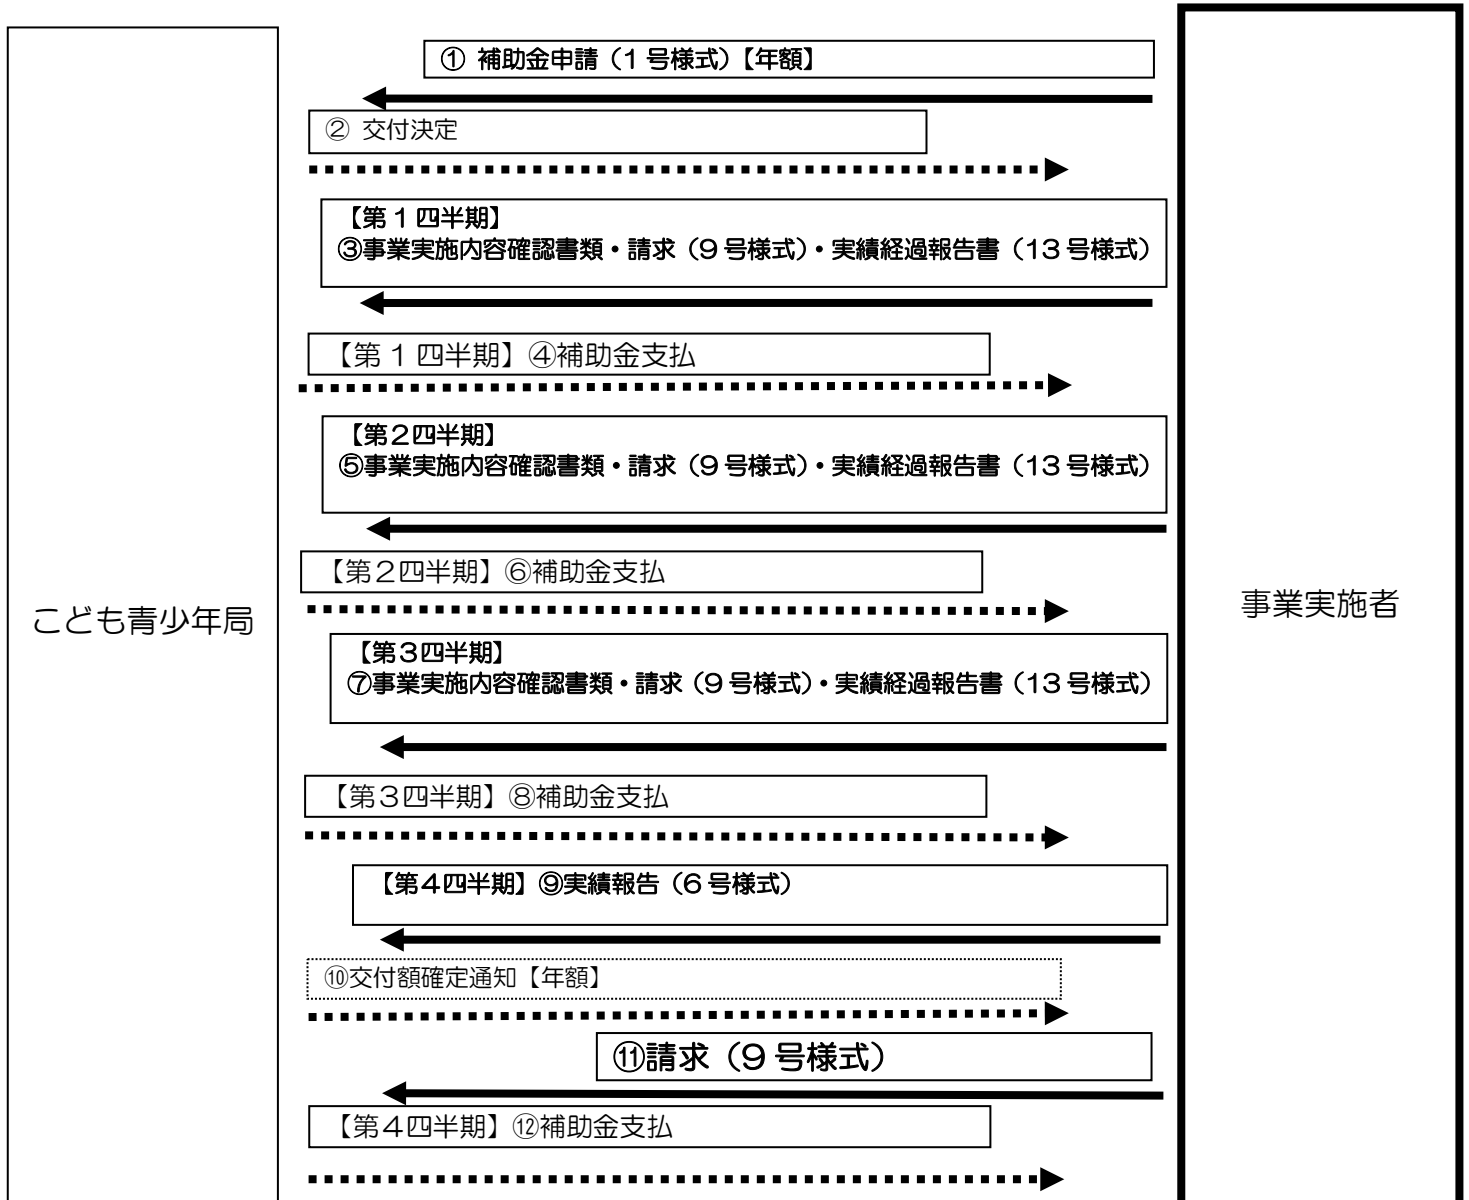 ① 補助金申請（1号様式）【年額】
② 交付決定
【第1四半期】
③事業実施内容確認書類・請求（9号様式）・実績経過報告書（13号様式）
【第1四半期】④補助金支払
【第2四半期】
⑤事業実施内容確認書類・請求（9号様式）・実績経過報告書（13号様式）
【第2四半期】⑥補助金支払
こども青少年局
事業実施者
【第3四半期】
⑦事業実施内容確認書類・請求（9号様式）・実績経過報告書（13号様式）
【第3四半期】⑧補助金支払
【第4四半期】⑨実績報告（6号様式）
⑩交付額確定通知【年額】
⑪請求（9号様式）
【第4四半期】⑫補助金支払